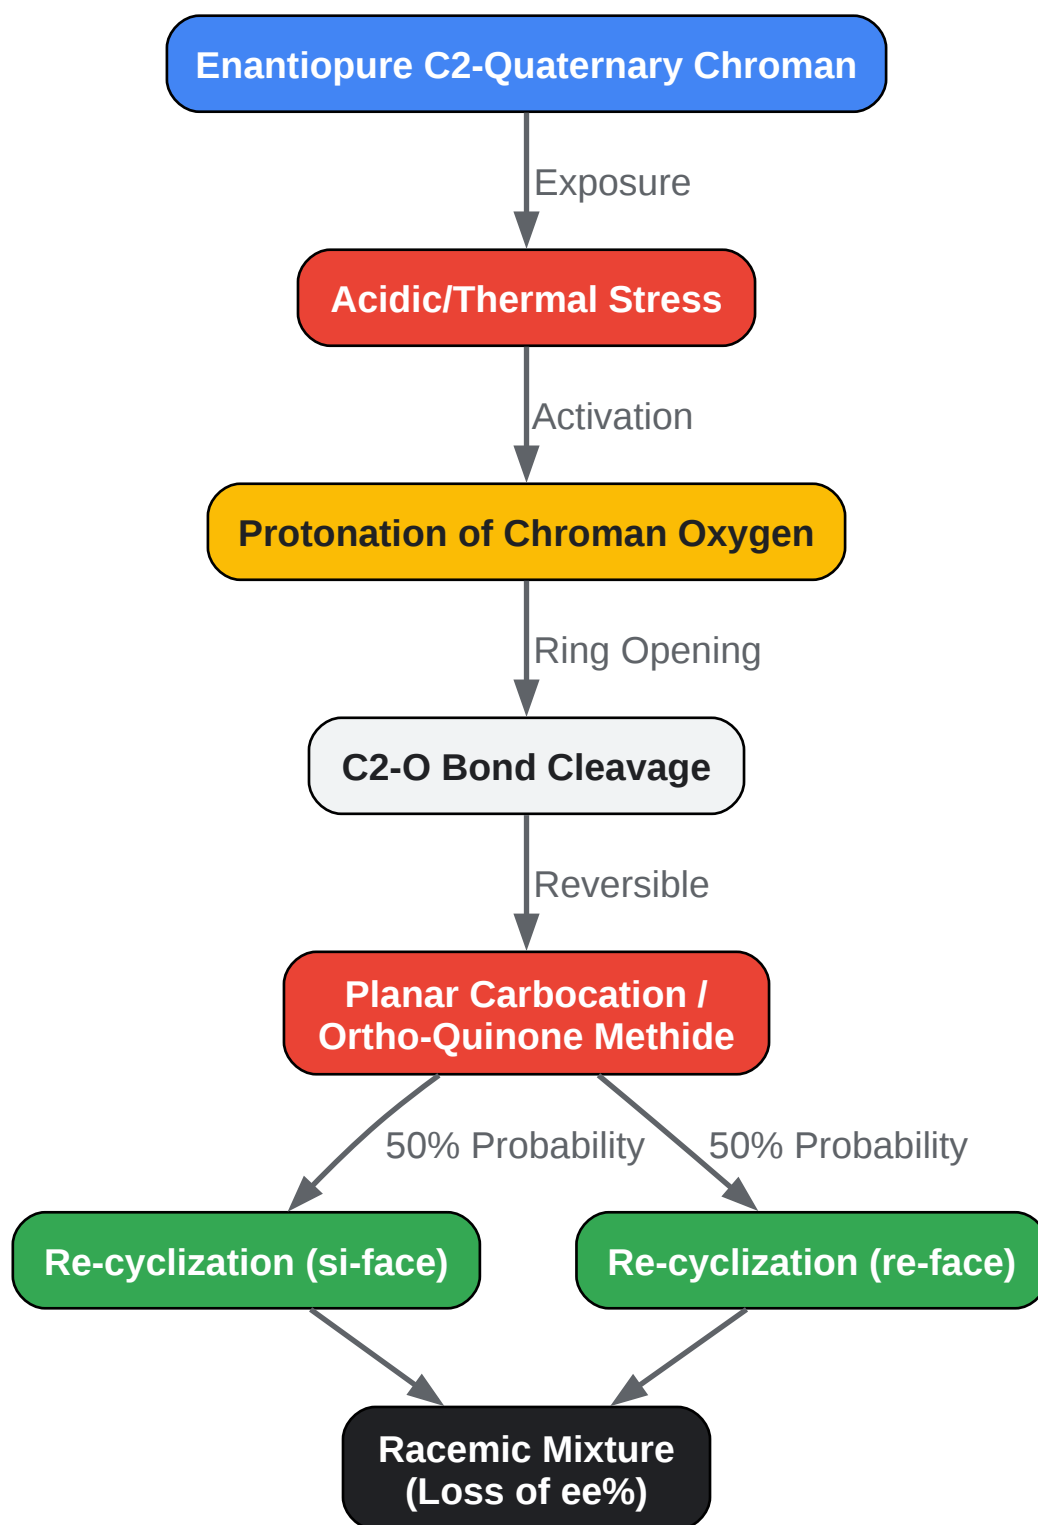 Enantiopure C2-Quaternary Chroman
Exposure
Acidic/Thermal Stress
Activation
Protonation of Chroman Oxygen
Ring Opening
C2-O Bond Cleavage
Reversible
Planar Carbocation /
Ortho-Quinone Methide
50% Probability
50% Probability
Re-cyclization (si-face)
Re-cyclization (re-face)
Racemic Mixture
(Loss of ee%)